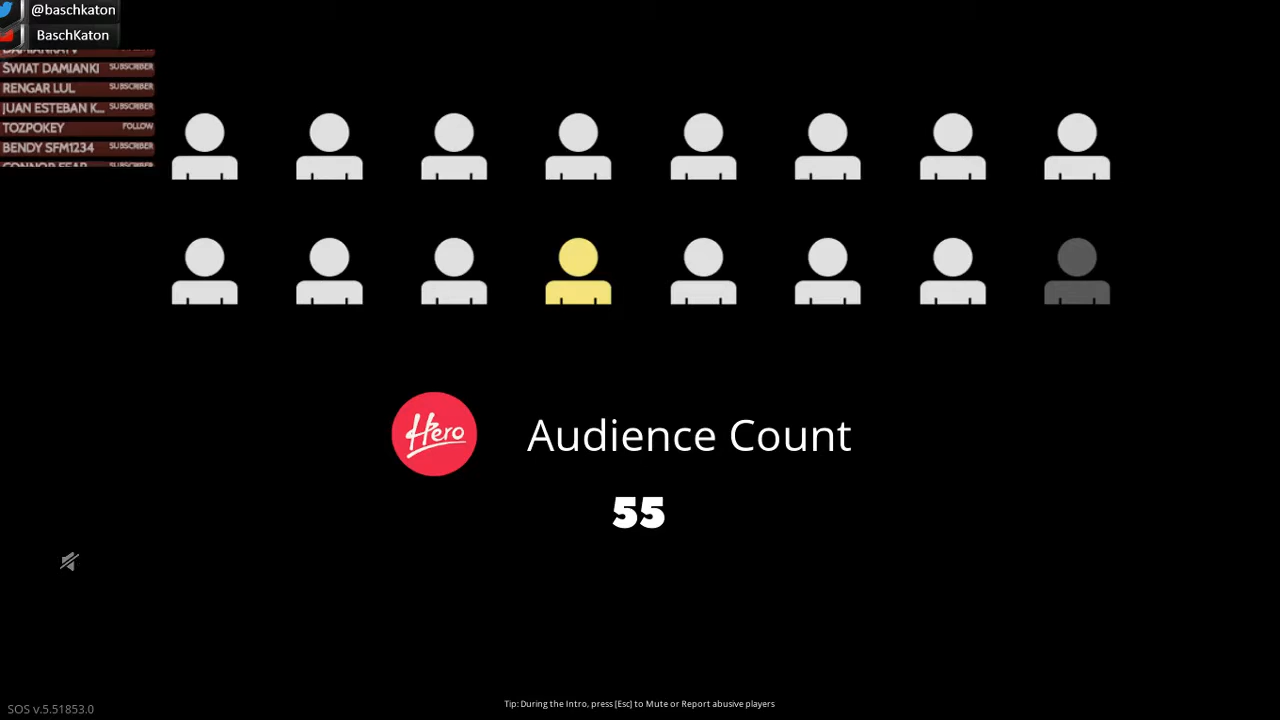 @baschkaton
BaschKaton
ŚWIAT DAMIANKI SUBSCRIBER
RENGAR LUL SUBSCRIBER
JUAN ESTEBAN K... SUBSCRIBER
TOZPOKEY FOLLOW
BENDY SFM1234 SUBSCRIBER
Hero
Audience Count
55
SOS v.5.51853.0
Tip: During the Intro, press [Esc] to Mute or Report abusive players